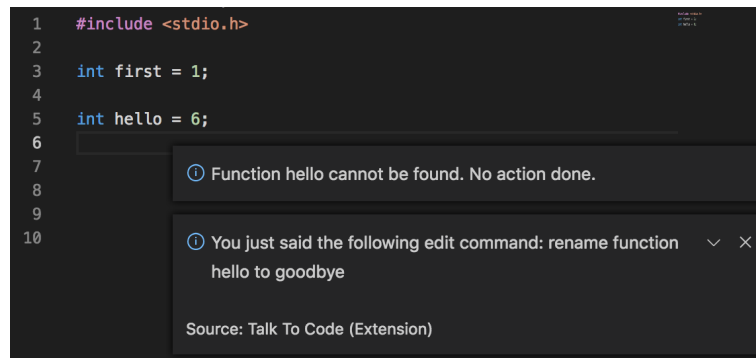 1 #include <stdio.h>
2
3 int first = 1;
4
5 int hello = 6;
6
7
8
9
10
Function hello cannot be found. No action done.
You just said the following edit command: rename function
hello to goodbye
Source: Talk To Code (Extension)